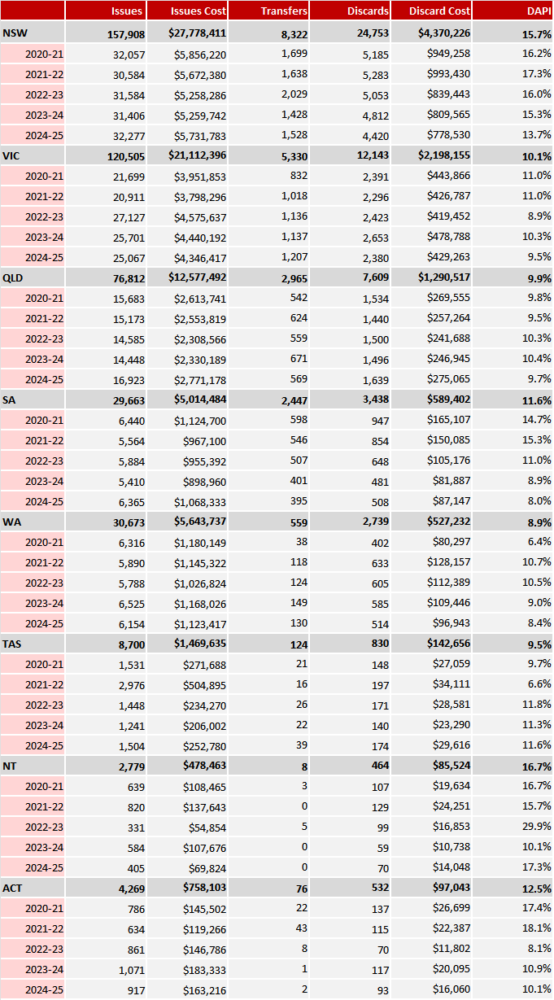 Issues Issues Cost Transfers Discards Discard Cost DAPI
NSW 157,908 $27,778,411 8,322 24,753 $4,370,226 15.7%
2020-21 32,057 $5,856,220 1,699 5,185 $949,258 16.2%
2021-22 30,584 $5,672,380 1,638 5,283 $993,430 17.3%
2022-23 31,584 $5,258,286 2,029 5,053 $839,443 16.0%
2023-24 31,406 $5,259,742 1,428 4,812 $809,565 15.3%
2024-25 32,277 $5,731,783 1,528 4,420 $778,530 13.7%
VIC 120,505 $21,112,396 5,330 12,143 $2,198,155 10.1%
2020-21 21,699 $3,951,853 832 2,391 $443,866 11.0%
2021-22 20,911 $3,798,296 1,018 2,296 $426,787 11.0%
2022-23 27,127 $4,575,637 1,136 2,423 $419,452 8.9%
2023-24 25,701 $4,440,192 1,137 2,653 $478,788 10.3%
2024-25 25,067 $4,346,417 1,207 2,380 $429,263 9.5%
QLD 76,812 $12,577,492 2,965 7,609 $1,290,517 9.9%
2020-21 15,683 $2,613,741 542 1,534 $269,555 9.8%
2021-22 15,173 $2,553,819 624 1,440 $257,264 9.5%
2022-23 14,585 $2,308,566 559 1,500 $241,688 10.3%
2023-24 14,448 $2,330,189 671 1,496 $246,945 10.4%
2024-25 16,923 $2,771,178 569 1,639 $275,065 9.7%
SA 29,663 $5,014,484 2,447 3,438 $589,402 11.6%
2020-21 6,440 $1,124,700 598 947 $165,107 14.7%
2021-22 5,564 $967,100 546 854 $150,085 15.3%
2022-23 5,884 $955,392 507 648 $105,176 11.0%
2023-24 5,410 $898,960 401 481 $81,887 8.9%
2024-25 6,365 $1,068,333 395 508 $87,147 8.0%
WA 30,673 $5,643,737 559 2,739 $527,232 8.9%
2020-21 6,316 $1,180,149 38 402 $80,297 6.4%
2021-22 5,890 $1,145,322 118 633 $128,157 10.7%
2022-23 5,788 $1,026,824 124 605 $112,389 10.5%
2023-24 6,525 $1,168,026 149 585 $109,446 9.0%
2024-25 6,154 $1,123,417 130 514 $96,943 8.4%
TAS 8,700 $1,469,635 124 830 $142,656 9.5%
2020-21 1,531 $271,688 21 148 $27,059 9.7%
2021-22 2,976 $504,895 16 197 $34,111 6.6%
2022-23 1,448 $234,270 26 171 $28,581 11.8%
2023-24 1,241 $206,002 22 140 $23,290 11.3%
2024-25 1,504 $252,780 39 174 $29,616 11.6%
NT 2,779 $478,463 8 464 $85,524 16.7%
2020-21 639 $108,465 3 107 $19,634 16.7%
2021-22 820 $137,643 0 129 $24,251 15.7%
2022-23 331 $54,854 5 99 $16,853 29.9%
2023-24 584 $107,676 0 59 $10,738 10.1%
2024-25 405 $69,824 0 70 $14,048 17.3%
ACT 4,269 $758,103 76 532 $97,043 12.5%
2020-21 786 $145,502 22 137 $26,699 17.4%
2021-22 634 $119,266 43 115 $22,387 18.1%
2022-23 861 $146,786 8 70 $11,802 8.1%
2023-24 1,071 $183,333 1 117 $20,095 10.9%
2024-25 917 $163,216 2 93 $16,060 10.1%